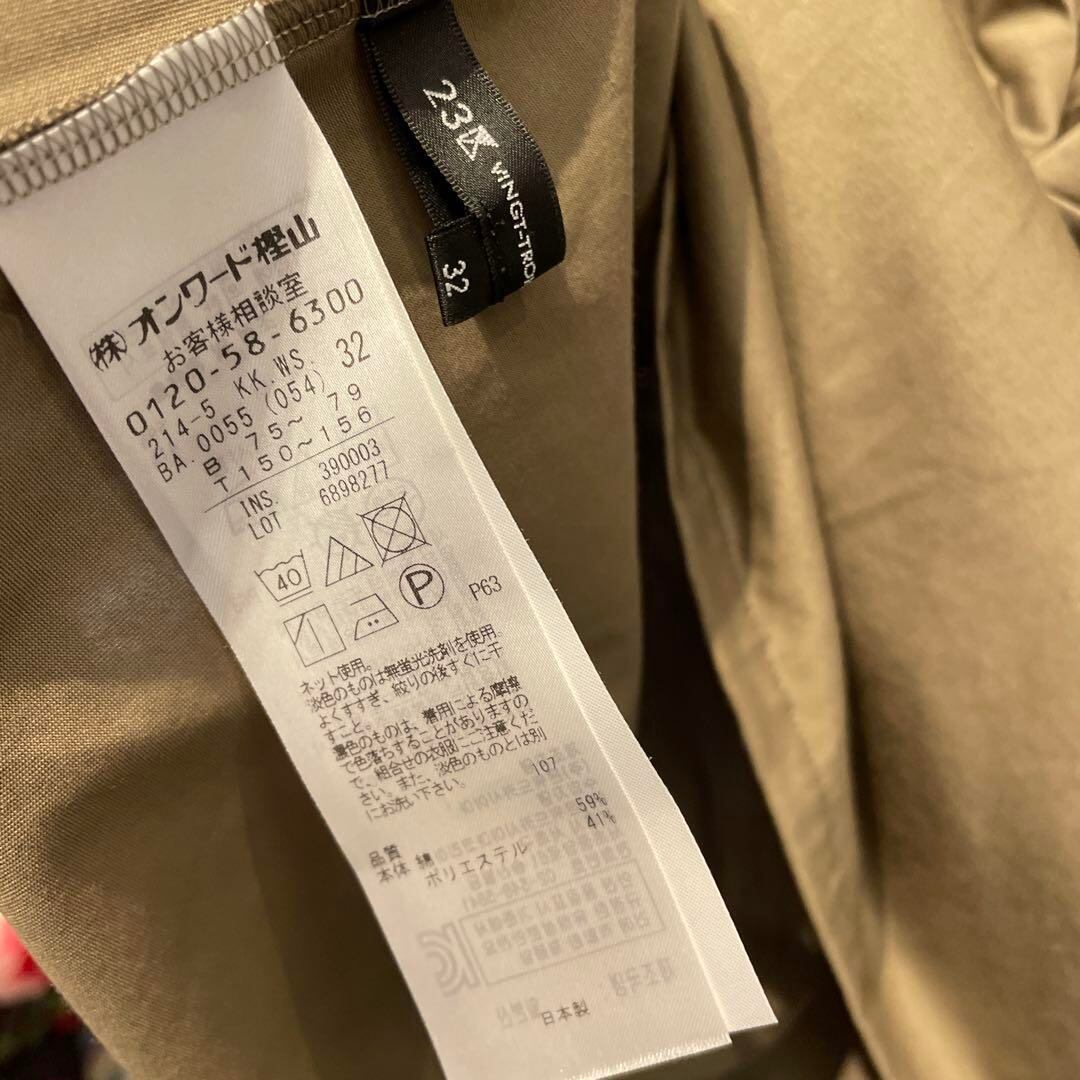 23区
VINGT-TROI
32
(株)オンワード樫山
お客様相談室
0120-58-6300
214-5 KK.WS. 32
BA.0055 (054)
B 75〜 79
T 150〜156
INS. 390003
LOT 6898277
40
P
P63
ネット使用。
淡色のものは無蛍光洗剤を使用。
よくすすぎ、絞りの後すぐに干
すこと。
濃色のものは、着用による摩擦
で色落ちすることがありますの
で、組合せの衣服にご注意くだ
さい。また、淡色のものとは別
にお洗い下さい。
107
品質
本体 綿 59%
ポリエステル 41%
日本製